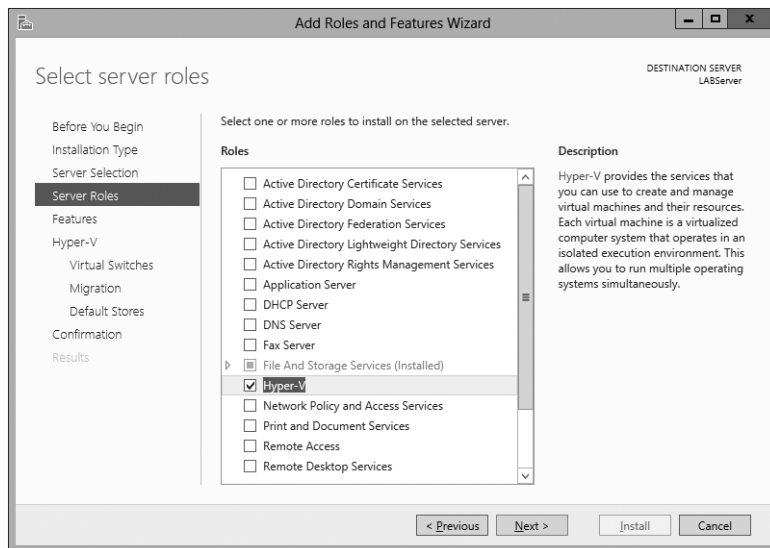 Add Roles and Features Wizard
Select server roles
DESTINATION SERVER
LABServer
Before You Begin
Installation Type
Server Selection
Server Roles
Features
Hyper-V
Virtual Switches
Migration
Default Stores
Confirmation
Results
Select one or more roles to install on the selected server.
Roles
Active Directory Certificate Services
Active Directory Domain Services
Active Directory Federation Services
Active Directory Lightweight Directory Services
Active Directory Rights Management Services
Application Server
DHCP Server
DNS Server
Fax Server
File And Storage Services (Installed)
Hyper-V
Network Policy and Access Services
Print and Document Services
Remote Access
Remote Desktop Services
Description
Hyper-V provides the services that
you can use to create and manage
virtual machines and their resources.
Each virtual machine is a virtualized
computer system that operates in an
isolated execution environment. This
allows you to run multiple operating
systems simultaneously.
< Previous
Next >
Install
Cancel